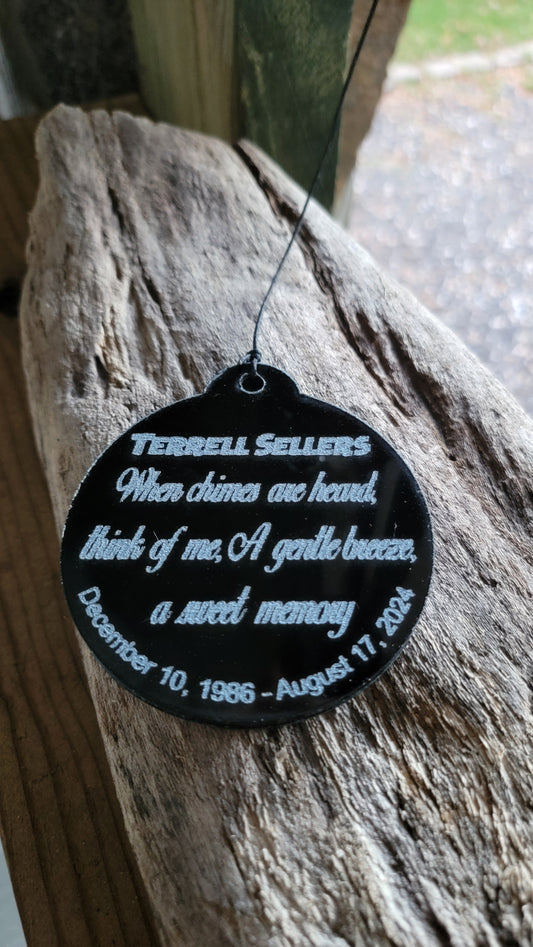 TERRELL SELLERS
When chimes are heard,
think of me, A gentle breeze,
a sweet memory
December 10, 1986 - August 17, 2024